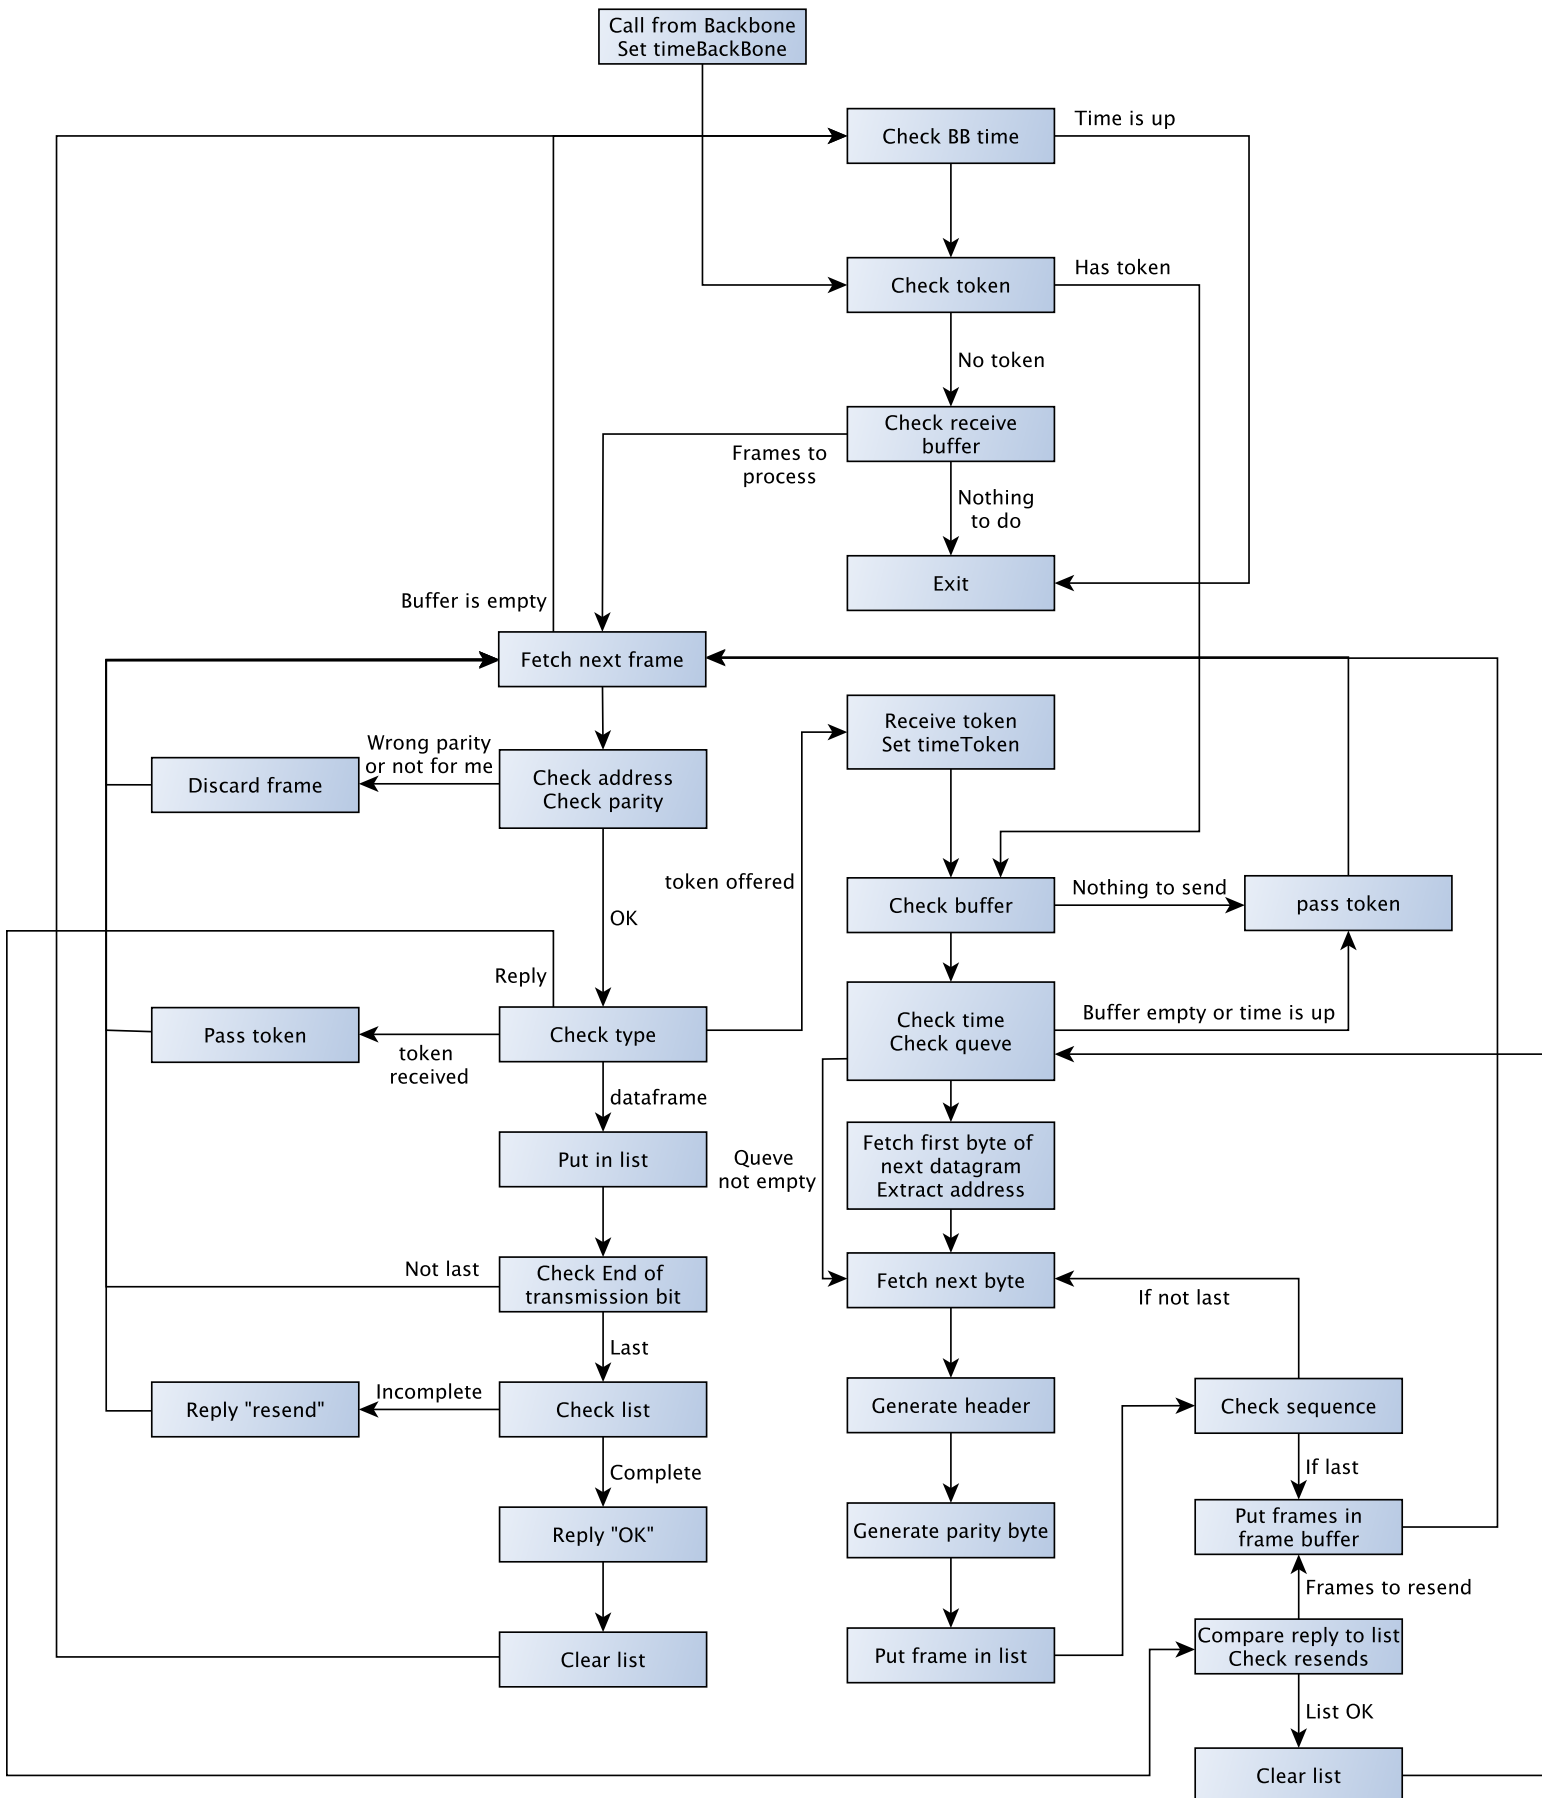 Call from Backbone
Set timeBackBone
Check BB time
Time is up
Check token
Has token
No token
Check receive
buffer
Frames to
process
Nothing
to do
Exit
Buffer is empty
Fetch next frame
Receive token
Set timeToken
Wrong parity
or not for me
Discard frame
Check address
Check parity
token offered
OK
Check buffer
Nothing to send
pass token
Reply
Check time
Check queve
Buffer empty or time is up
Pass token
token
received
Check type
dataframe
Put in list
Queve
not empty
Fetch first byte of
next datagram
Extract address
Not last
Check End of
transmission bit
Fetch next byte
If not last
Last
Reply "resend"
Incomplete
Check list
Generate header
Check sequence
Complete
If last
Reply "OK"
Generate parity byte
Put frames in
frame buffer
Frames to resend
Clear list
Put frame in list
Compare reply to list
Check resends
List OK
Clear list